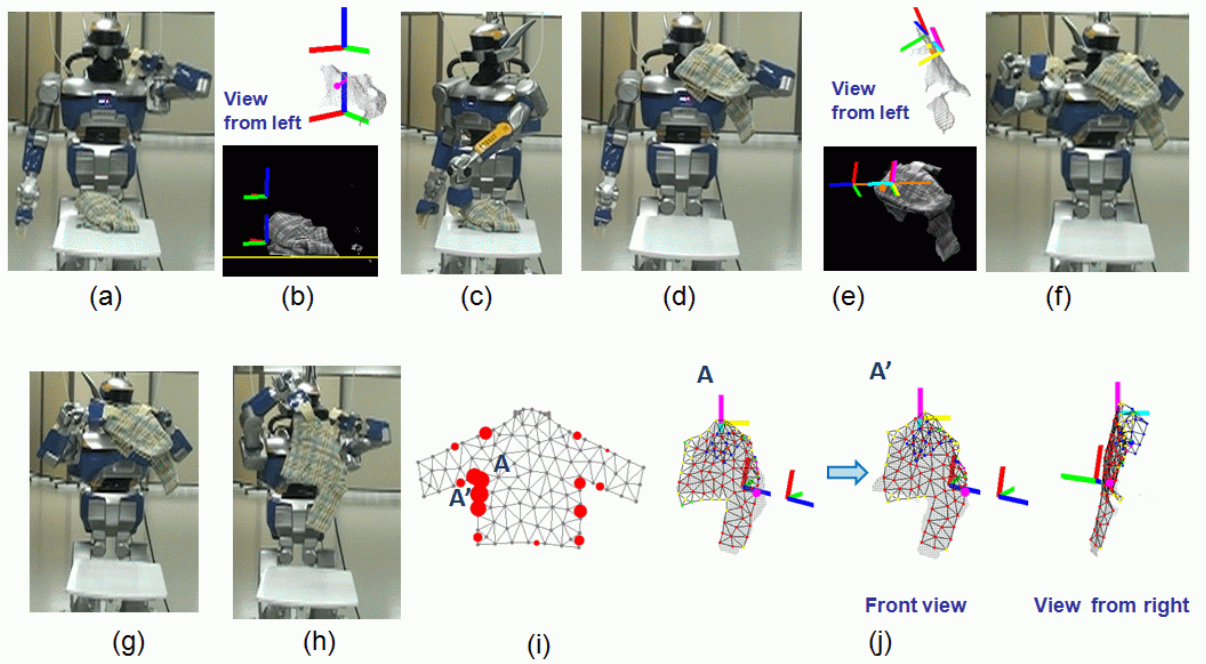 View
from left
View
from left
(a)
(b)
(c)
(d)
(e)
(f)
A
A'
A
A'
Front view
View from right
(g)
(h)
(i)
(j)